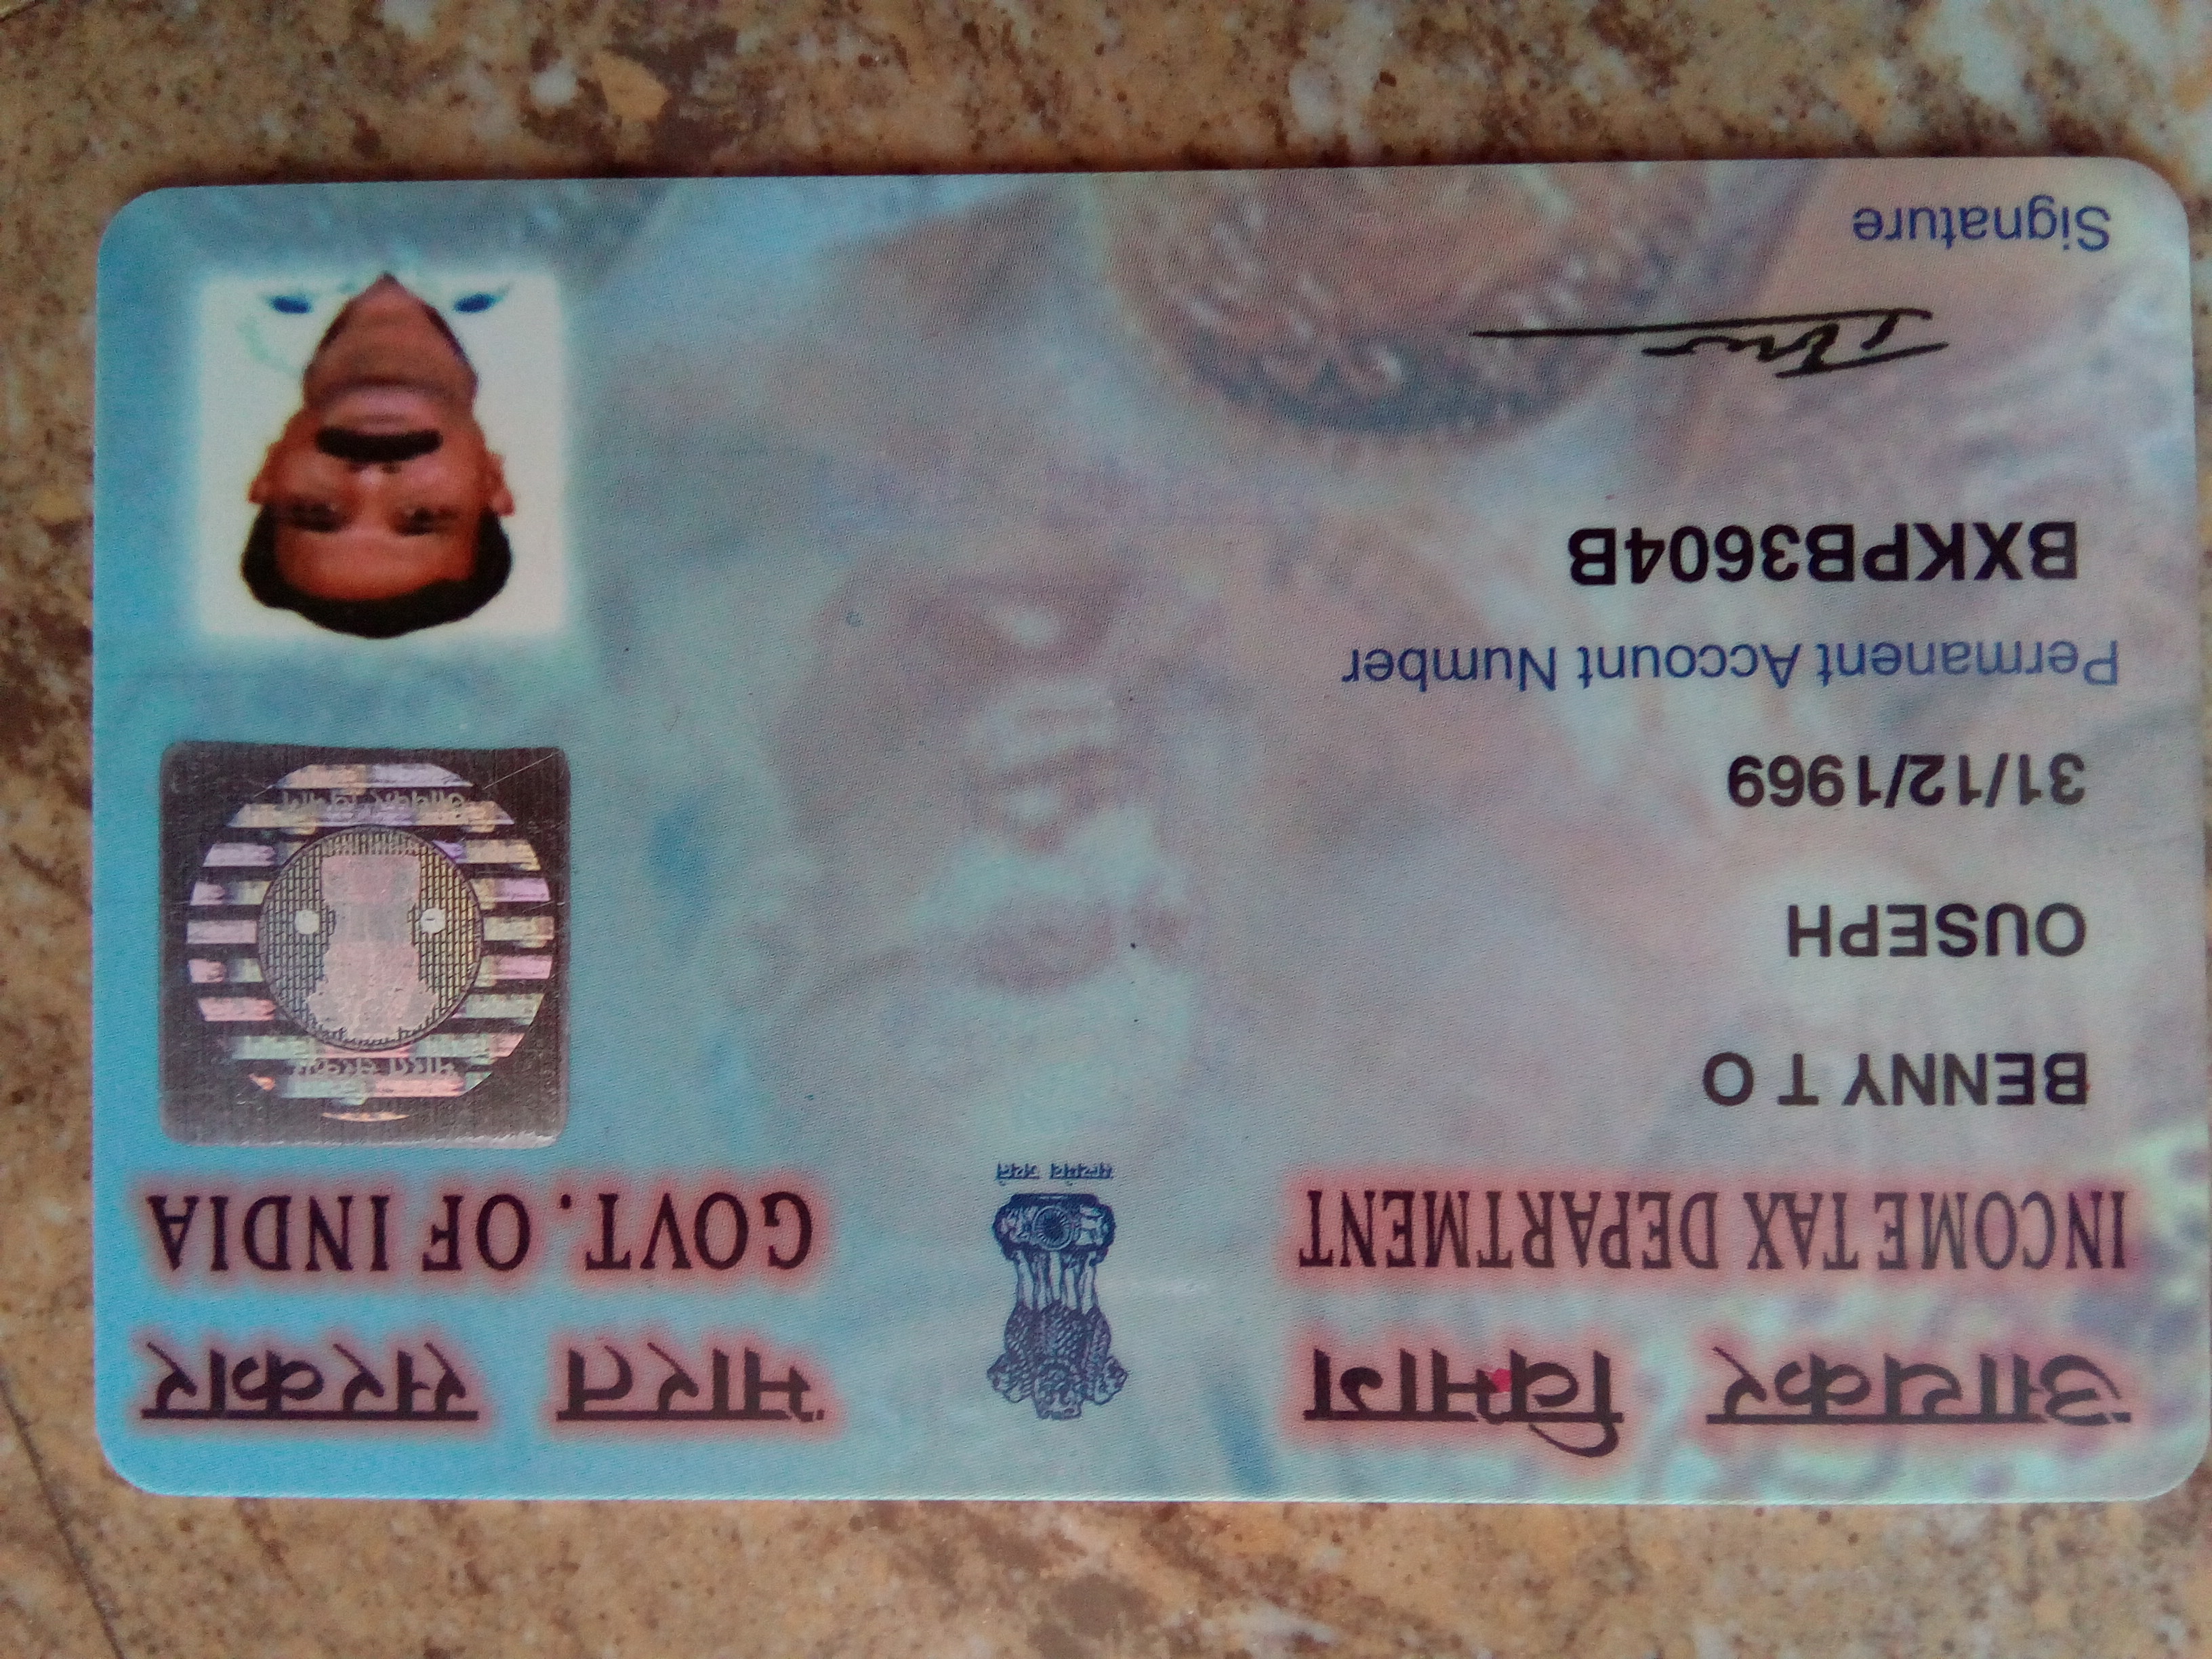 आयकर विभाग
INCOME TAX DEPARTMENT
सत्यमेव जयते
भारत सरकार
GOVT. OF INDIA
BENNY T O
OUSEPH
31/12/1969
Permanent Account Number
BXKPB3604B
Signature
भारत सरकार
आयकर विभाग